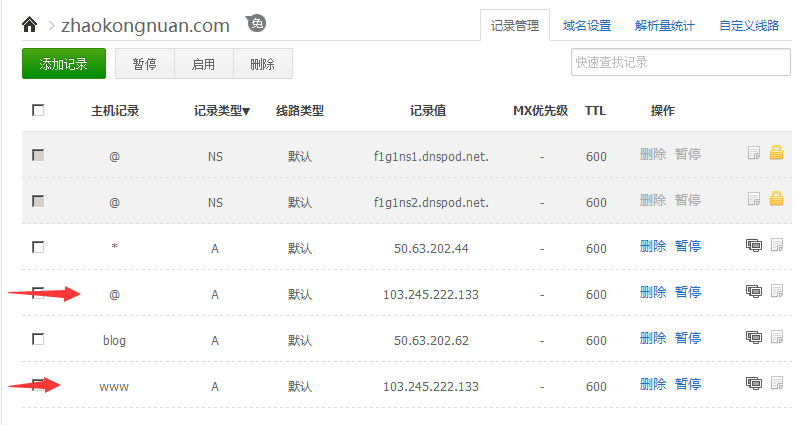 zhaokongnuan.com 免
记录管理 域名设置 解析量统计 自定义线路
添加记录 暂停 启用 删除 快速查找记录
主机记录 记录类型▼ 线路类型 记录值 MX优先级 TTL 操作
@ NS 默认 f1g1ns1.dnspod.net. - 600 删除 暂停
@ NS 默认 f1g1ns2.dnspod.net. - 600 删除 暂停
* A 默认 50.63.202.44 - 600 删除 暂停
@ A 默认 103.245.222.133 - 600 删除 暂停
blog A 默认 50.63.202.62 - 600 删除 暂停
www A 默认 103.245.222.133 - 600 删除 暂停